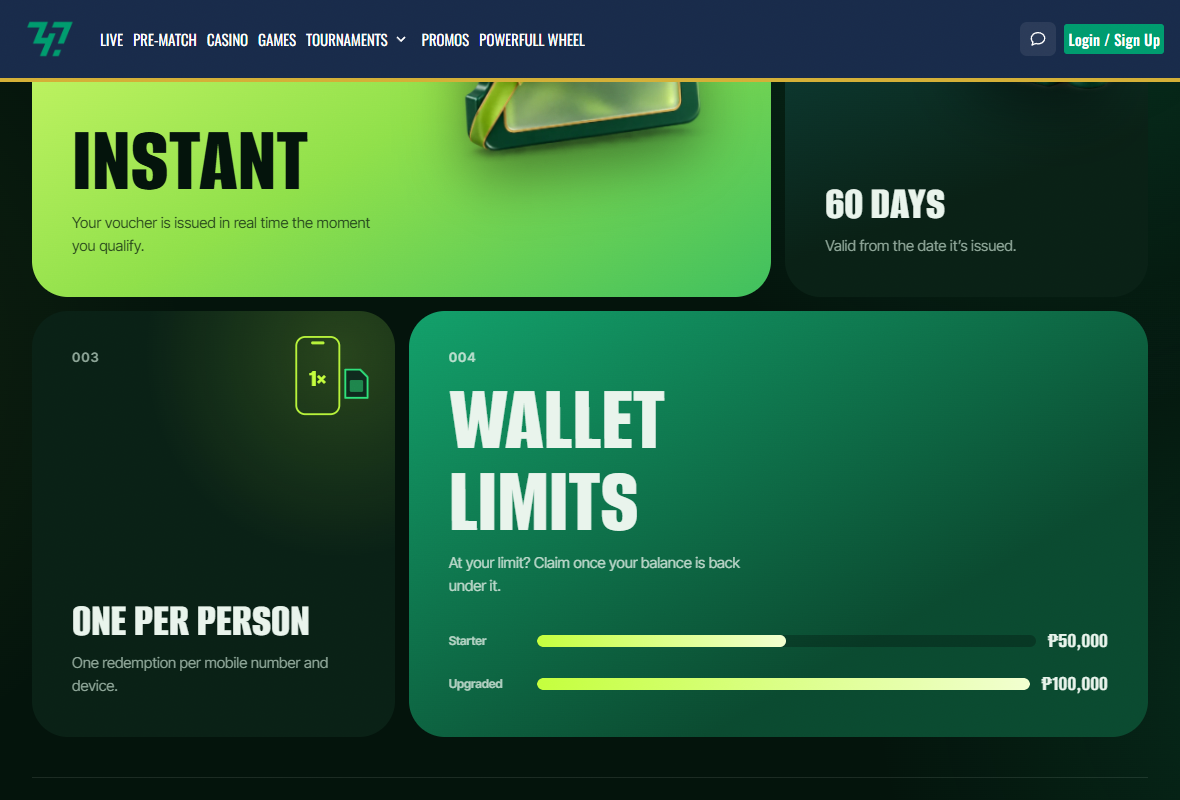 LIVE PRE-MATCH CASINO GAMES TOURNAMENTS PROMOS POWERFULL WHEEL Login / Sign Up
INSTANT
Your voucher is issued in real time the moment
you qualify.
60 DAYS
Valid from the date it's issued.
003
1×
ONE PER PERSON
One redemption per mobile number and
device.
004
WALLET
LIMITS
At your limit? Claim once your balance is back
under it.
Starter ₱50,000
Upgraded ₱100,000